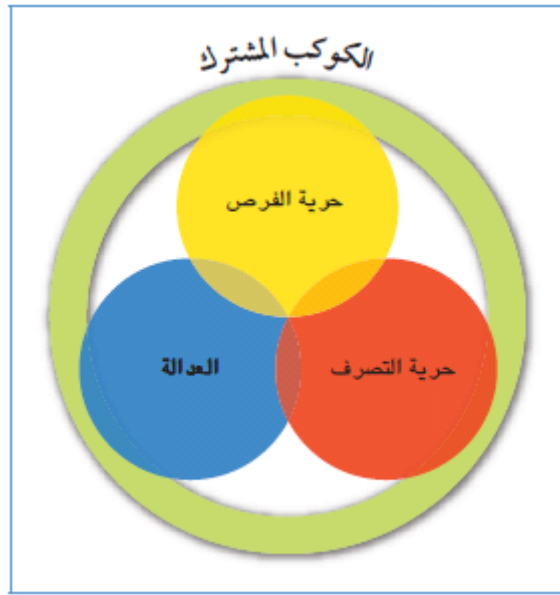 الكوكب المشترك
حرية الفرص
العدالة
حرية التصرف